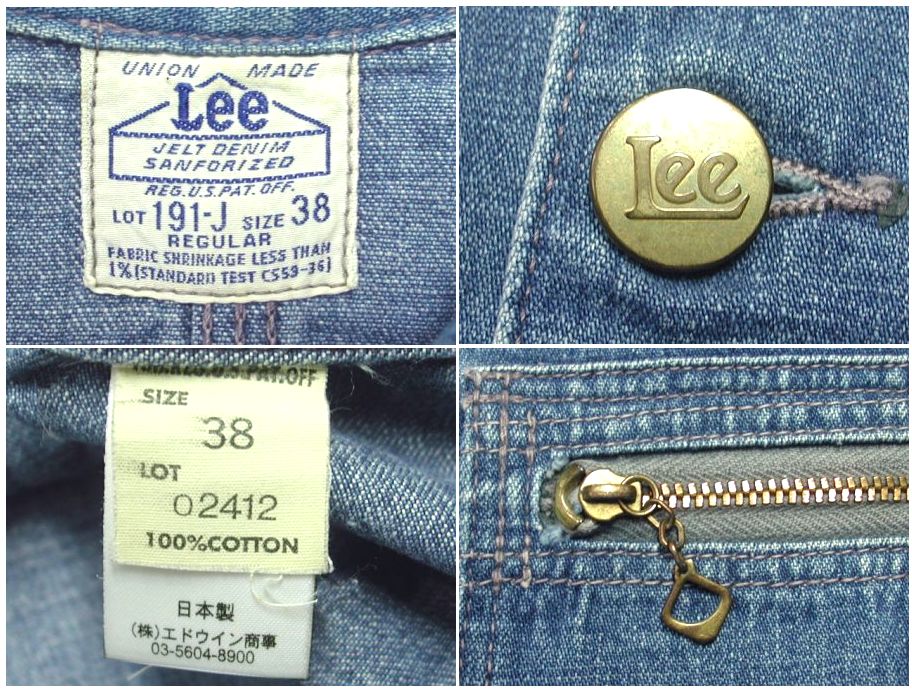 UNION MADE
Lee
JELT DENIM
SANFORIZED
REG. U.S. PAT. OFF.
LOT 191-J SIZE 38
REGULAR
FABRIC SHRINKAGE LESS THAN
1% (STANDARD TEST CS59-36)
Lee
U.S.PAT.OFF
SIZE
38
LOT
02412
100%COTTON
日本製
(株)エドウイン商事
03-5604-8900